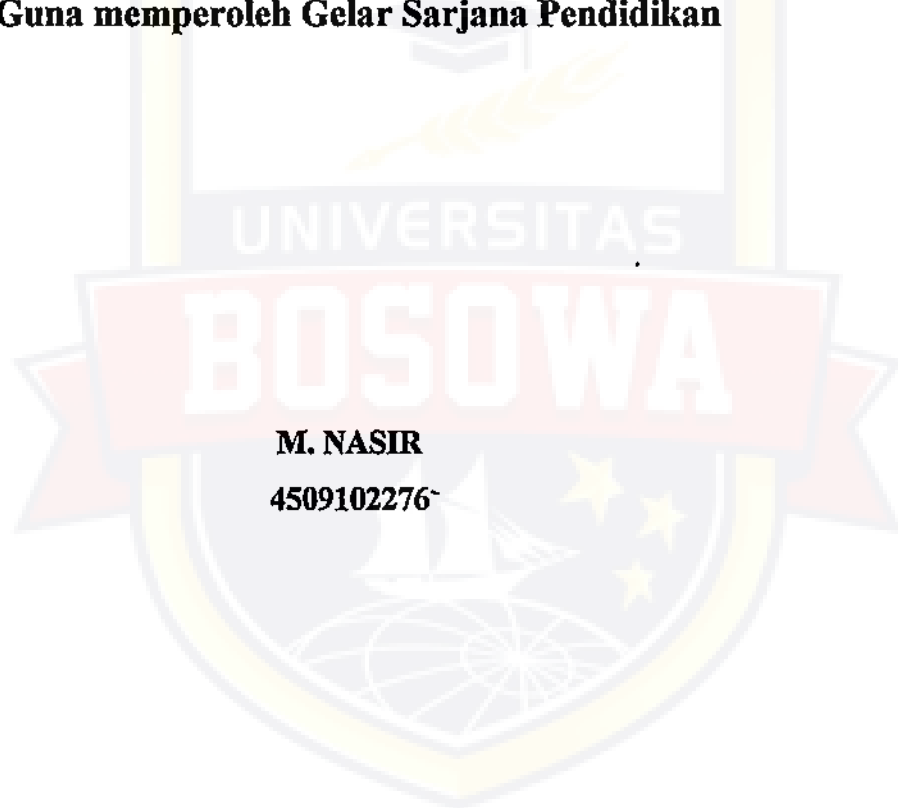 Guna memperoleh Gelar Sarjana Pendidikan
UNIVERSITAS
BOSOWA
M. NASIR
4509102276